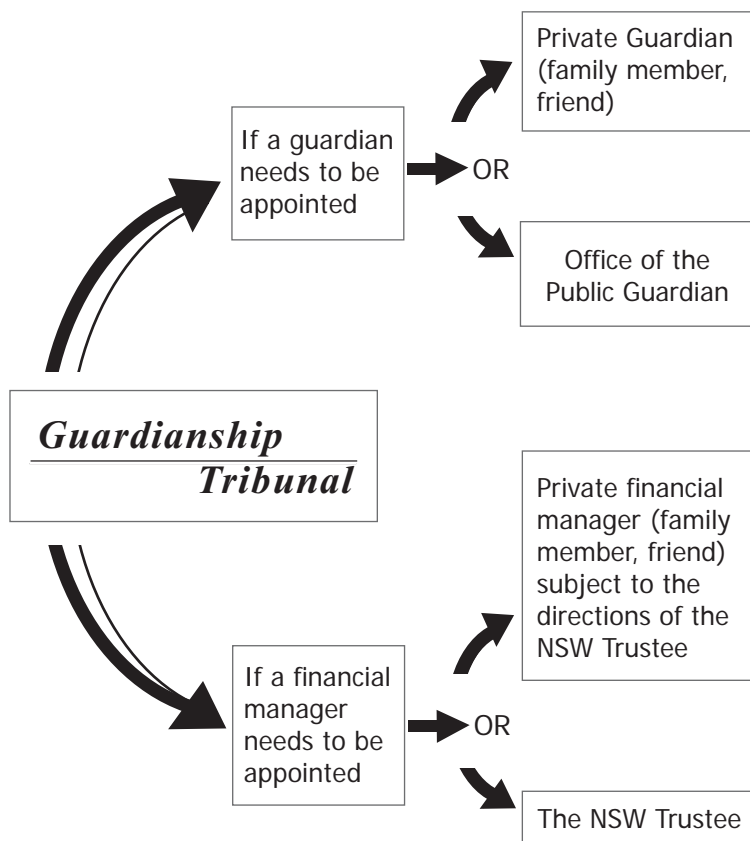 Private Guardian
(family member,
friend)
If a guardian
needs to be
appointed
OR
Office of the
Public Guardian
Guardianship
Tribunal
Private financial
manager (family
member, friend)
subject to the
directions of the
NSW Trustee
If a financial
manager
needs to be
appointed
OR
The NSW Trustee